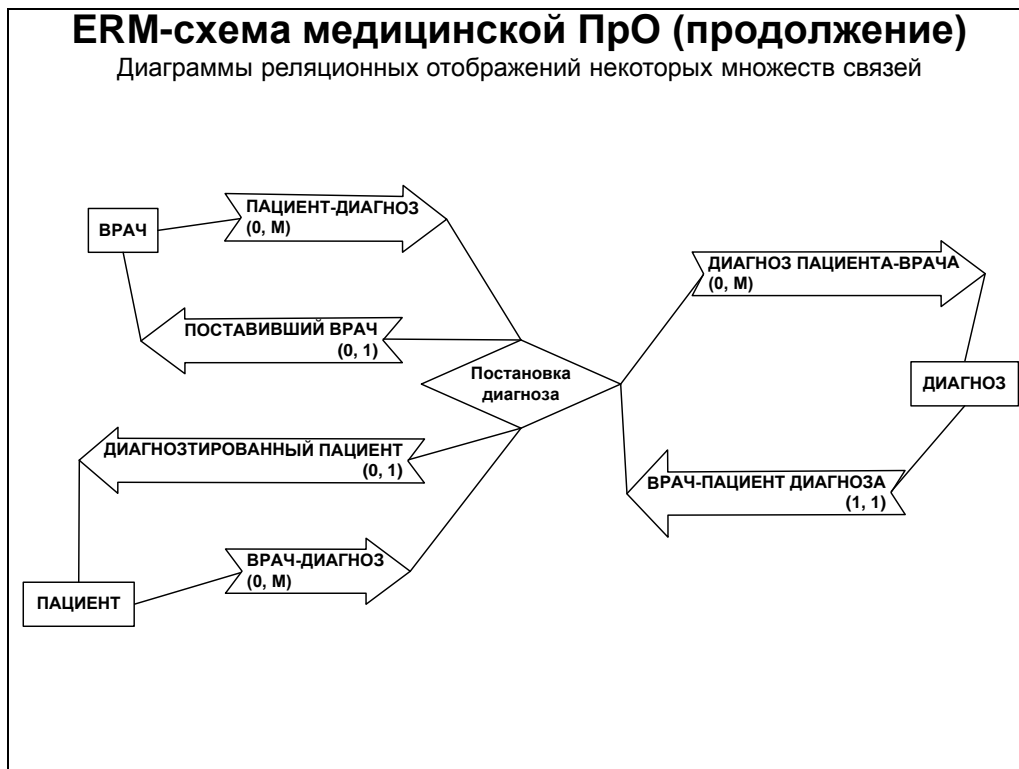 ERM-схема медицинской ПрО (продолжение)
Диаграммы реляционных отображений некоторых множеств связей
ПАЦИЕНТ-ДИАГНОЗ
(0, М)
ВРАЧ
ДИАГНОЗ ПАЦИЕНТА-ВРАЧА
(0, М)
ПОСТАВИВШИЙ ВРАЧ
(0, 1)
Постановка
диагноза
ДИАГНОЗ
ДИАГНОЗТИРОВАННЫЙ ПАЦИЕНТ
(0, 1)
ВРАЧ-ПАЦИЕНТ ДИАГНОЗА
(1, 1)
ВРАЧ-ДИАГНОЗ
(0, М)
ПАЦИЕНТ